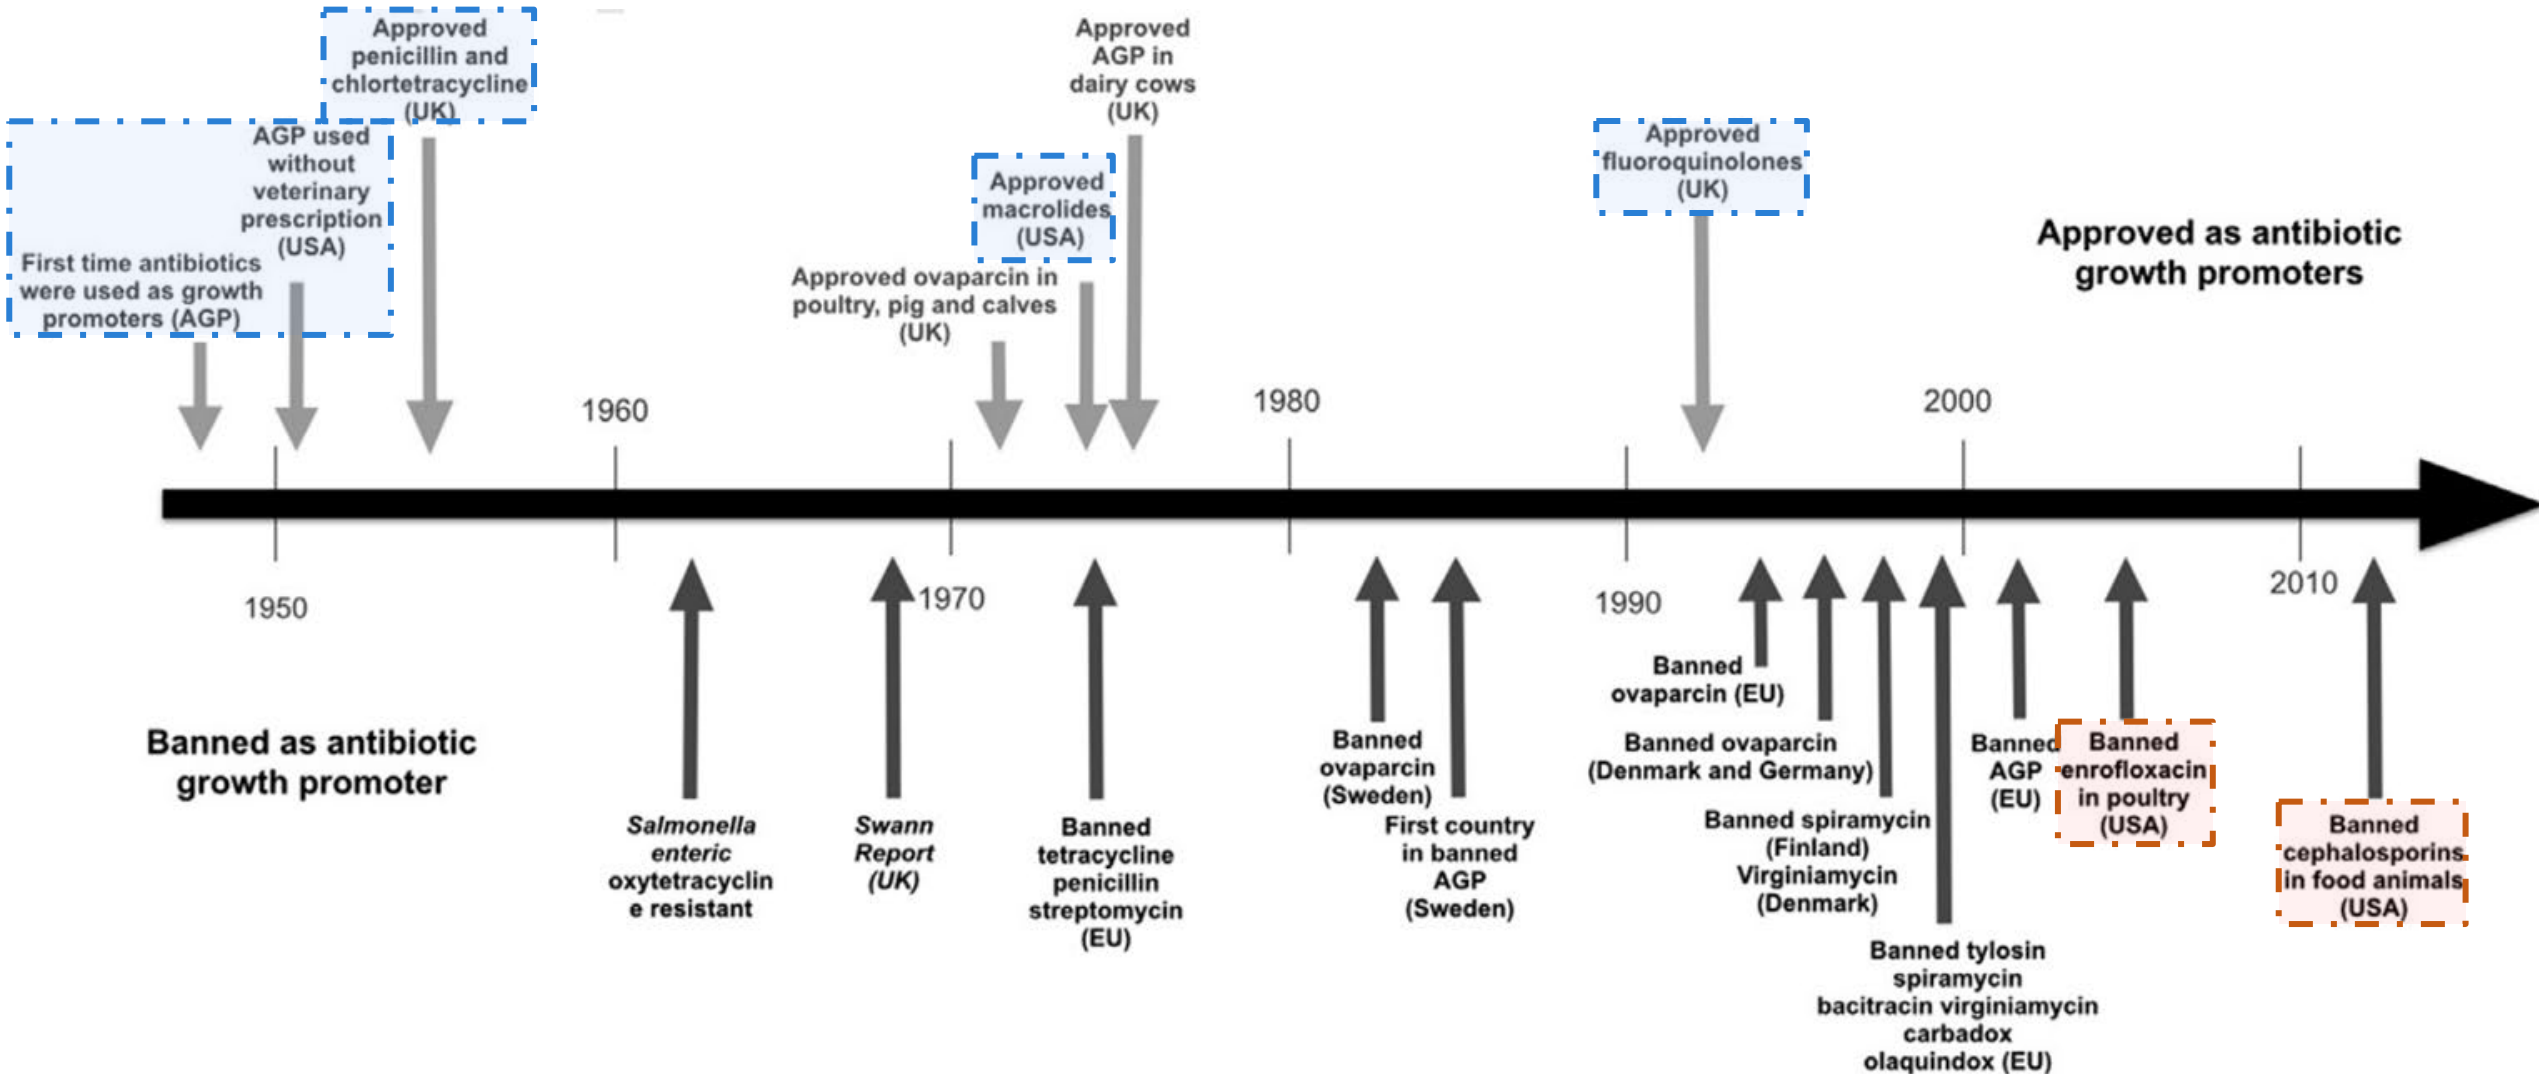 Approved
penicillin and
chlortetracycline
(UK)
AGP used
without
veterinary
prescription
(USA)
First time antibiotics
were used as growth
promoters (AGP)
Approved
AGP in
dairy cows
(UK)
Approved
macrolides
(USA)
Approved ovaparcin in
poultry, pig and calves
(UK)
Approved
fluoroquinolones
(UK)
Approved as antibiotic
growth promoters
1960
1980
2000
1950
1970
1990
2010
Banned as antibiotic
growth promoter
Salmonella
enteric
oxytetracyclin
e resistant
Swann
Report
(UK)
Banned
tetracycline
penicillin
streptomycin
(EU)
Banned
ovaparcin
(Sweden)
First country
in banned
AGP
(Sweden)
Banned
ovaparcin (EU)
Banned ovaparcin
(Denmark and Germany)
Banned spiramycin
(Finland)
Virginiamycin
(Denmark)
Banned tylosin
spiramycin
bacitracin virginiamycin
carbadox
olaquindox (EU)
Banned
AGP
(EU)
Banned
enrofloxacin
in poultry
(USA)
Banned
cephalosporins
in food animals
(USA)